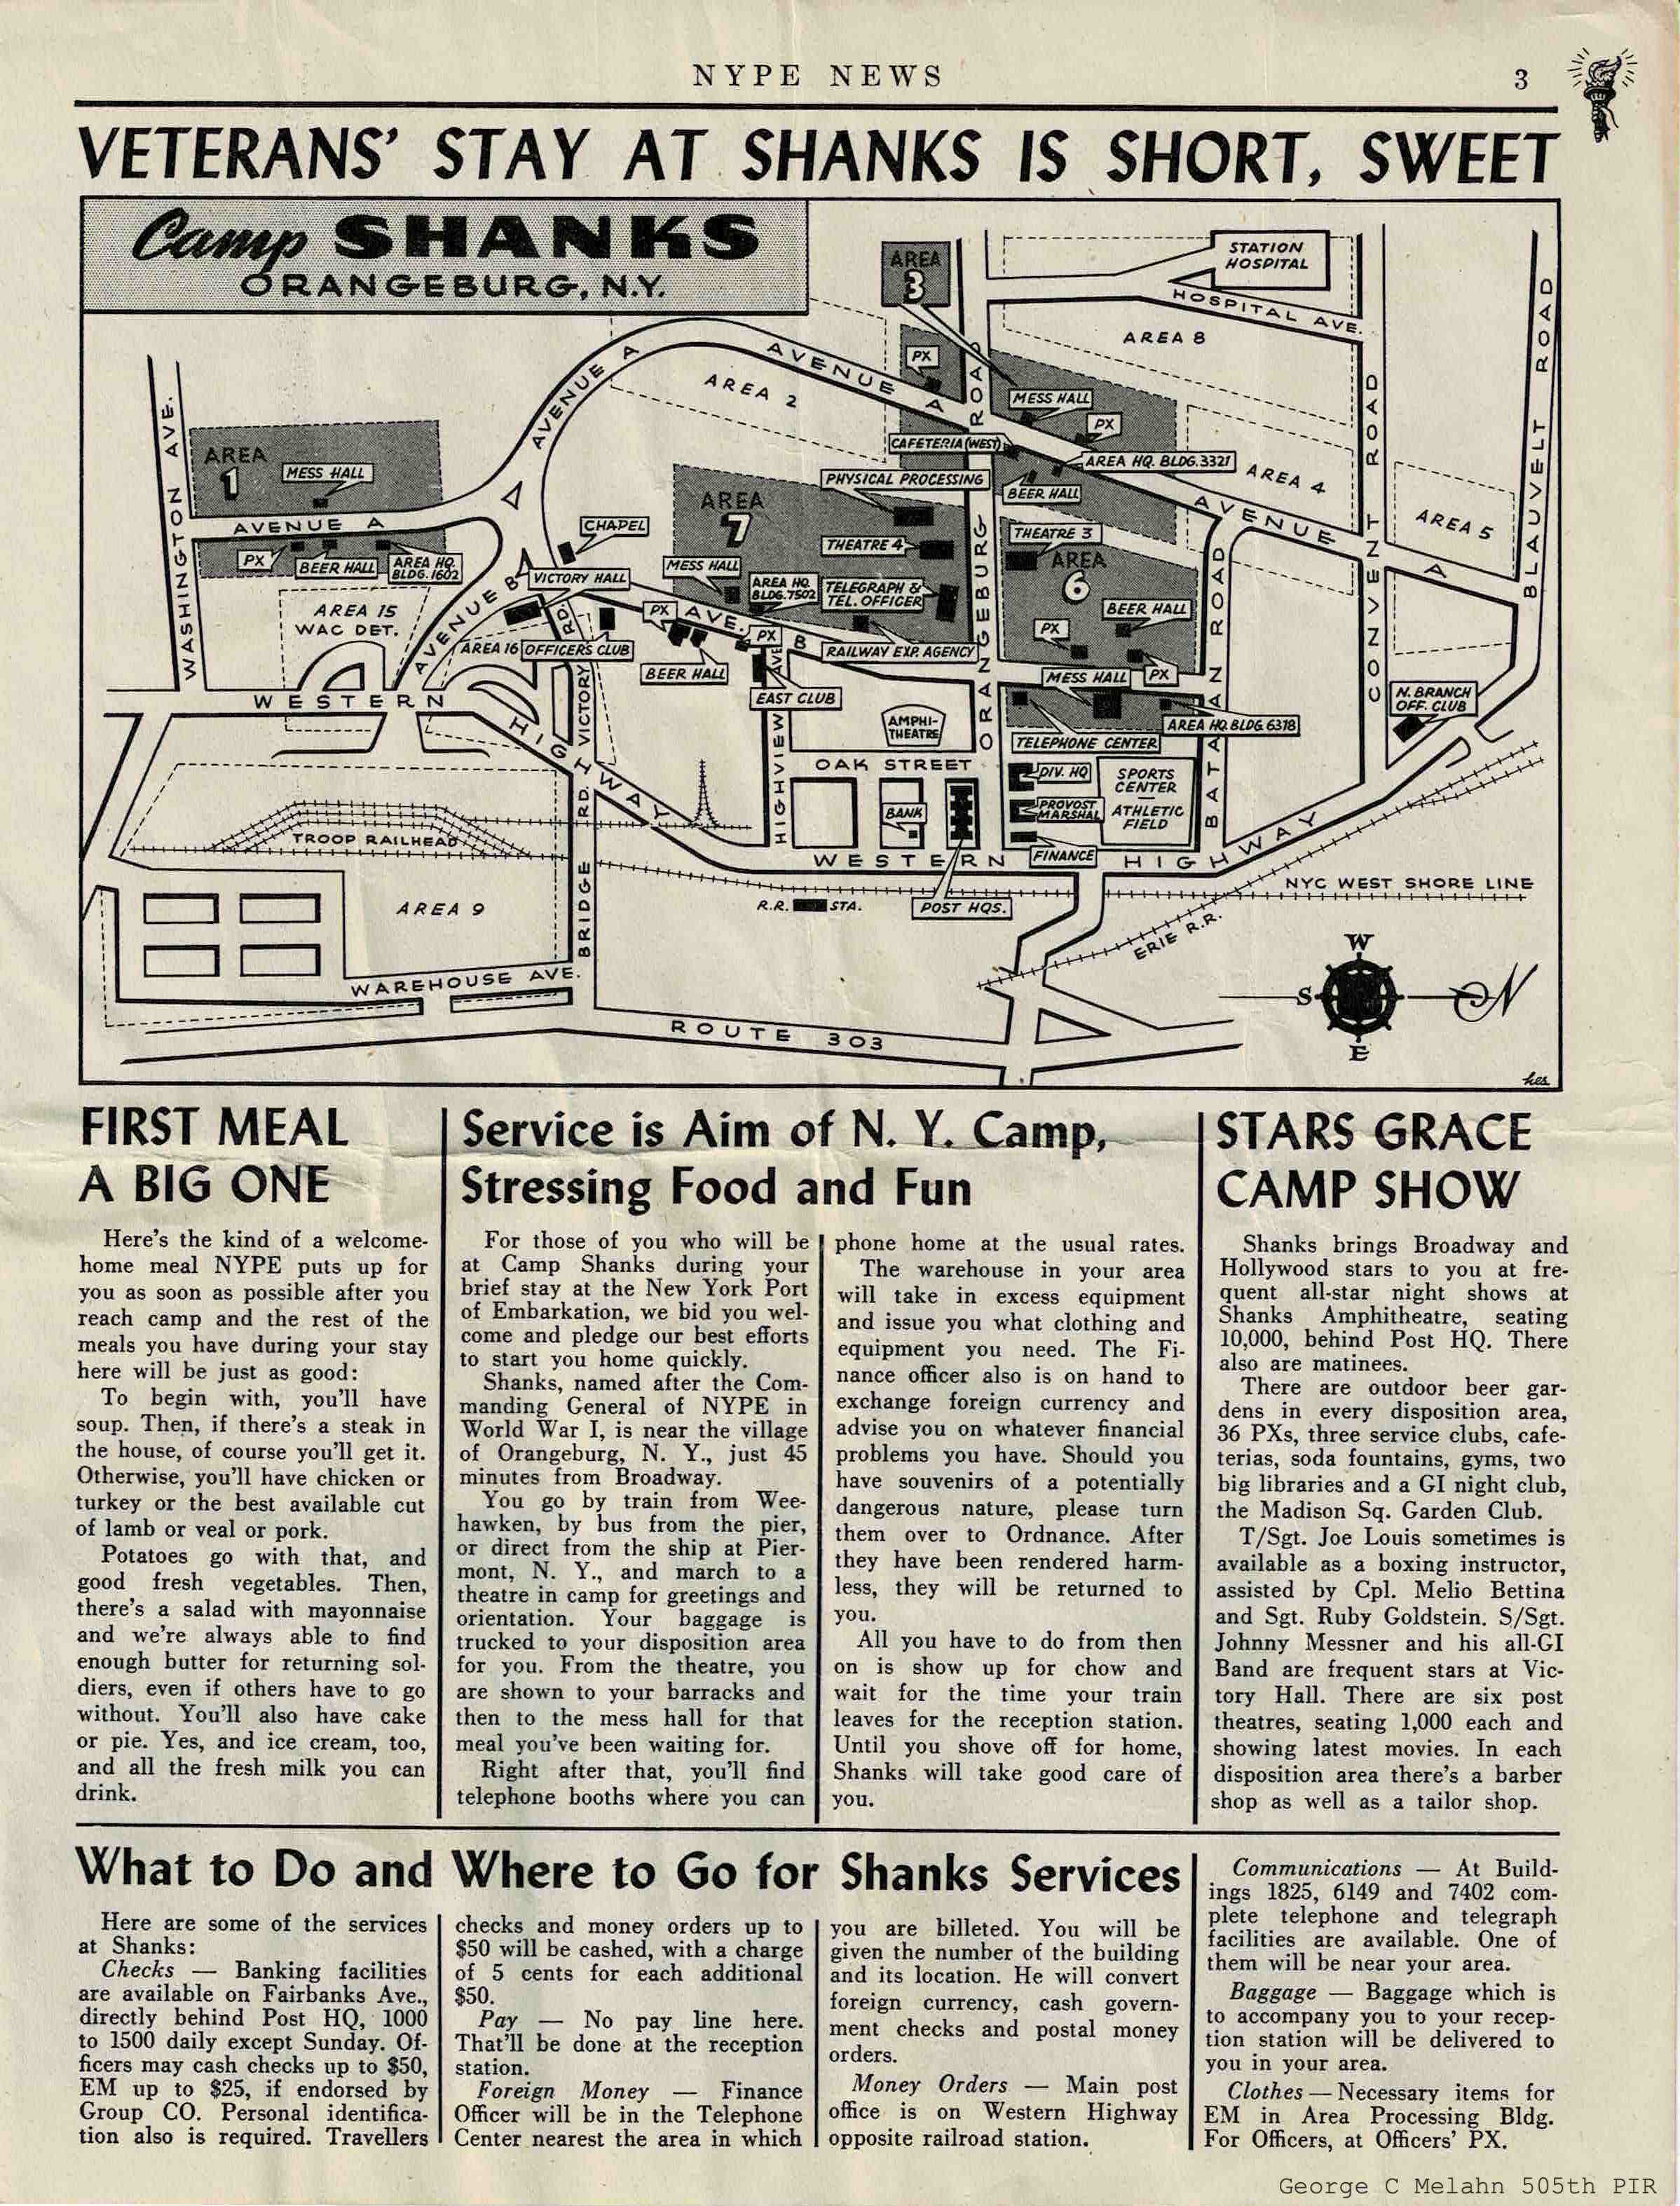 NYPE NEWS
3
VETERANS' STAY AT SHANKS IS SHORT, SWEET
Camp SHANKS
ORANGEBURG, N.Y.
AREA
3
STATION
HOSPITAL
HOSPITAL AVE.
AREA 8
PX
ROAD
AVENUE A
AVENUE A
AREA 2
MESS HALL
PX
CAFETERIA (WEST)
AREA HQ. BLDG. 3321
AREA 4
PHYSICAL PROCESSING
BEER HALL
AVENUE A
AREA 5
CONVENT ROAD
BLAUVELT ROAD
WASHINGTON AVE.
AREA
1
MESS HALL
AVENUE A
PX
BEER HALL
AREA HQ.
BLDG. 1602
AREA 15
WAC DET.
AVENUE B
AVENUE B
CHAPEL
VICTORY HALL
AREA 16
OFFICERS CLUB
VICTORY RD.
AREA
7
THEATRE 4
MESS HALL
AREA HQ.
BLDG. 7502
TELEGRAPH &
TEL. OFFICER
PX
AVE. B
PX
RAILWAY EXP. AGENCY
BEER HALL
EAST CLUB
HIGHVIEW AVE.
ORANGEBURG
ORANGEBURG
THEATRE 3
AREA
6
BEER HALL
PX
MESS HALL
PX
AREA HQ. BLDG. 6318
TELEPHONE CENTER
BATAAN ROAD
N. BRANCH
OFF. CLUB
AMPHI-
THEATRE
OAK STREET
DIV. HQ
PROVOST
MARSHAL
FINANCE
SPORTS
CENTER
—
ATHLETIC
FIELD
BANK
POST HQS.
WESTERN HIGHWAY
WESTERN HIGHWAY
TROOP RAILHEAD
BRIDGE RD.
AREA 9
WAREHOUSE AVE.
R.R. STA.
NYC WEST SHORE LINE
ERIE R.R.
ROUTE 303
W
S
N
E
hes
FIRST MEAL
A BIG ONE
Here's the kind of a welcome-
home meal NYPE puts up for
you as soon as possible after you
reach camp and the rest of the
meals you have during your stay
here will be just as good:
To begin with, you'll have
soup. Then, if there's a steak in
the house, of course you'll get it.
Otherwise, you'll have chicken or
turkey or the best available cut
of lamb or veal or pork.
Potatoes go with that, and
good fresh vegetables. Then,
there's a salad with mayonnaise
and we're always able to find
enough butter for returning sol-
diers, even if others have to go
without. You'll also have cake
or pie. Yes, and ice cream, too,
and all the fresh milk you can
drink.
Service is Aim of N. Y. Camp,
Stressing Food and Fun
For those of you who will be
at Camp Shanks during your
brief stay at the New York Port
of Embarkation, we bid you wel-
come and pledge our best efforts
to start you home quickly.
Shanks, named after the Com-
manding General of NYPE in
World War I, is near the village
of Orangeburg, N. Y., just 45
minutes from Broadway.
You go by train from Wee-
hawken, by bus from the pier,
or direct from the ship at Pier-
mont, N. Y., and march to a
theatre in camp for greetings and
orientation. Your baggage is
trucked to your disposition area
for you. From the theatre, you
are shown to your barracks and
then to the mess hall for that
meal you've been waiting for.
Right after that, you'll find
telephone booths where you can
phone home at the usual rates.
The warehouse in your area
will take in excess equipment
and issue you what clothing and
equipment you need. The Fi-
nance officer also is on hand to
exchange foreign currency and
advise you on whatever financial
problems you have. Should you
have souvenirs of a potentially
dangerous nature, please turn
them over to Ordnance. After
they have been rendered harm-
less, they will be returned to
you.
All you have to do from then
on is show up for chow and
wait for the time your train
leaves for the reception station.
Until you shove off for home,
Shanks will take good care of
you.
STARS GRACE
CAMP SHOW
Shanks brings Broadway and
Hollywood stars to you at fre-
quent all-star night shows at
Shanks Amphitheatre, seating
10,000, behind Post HQ. There
also are matinees.
There are outdoor beer gar-
dens in every disposition area,
36 PXs, three service clubs, cafe-
terias, soda fountains, gyms, two
big libraries and a GI night club,
the Madison Sq. Garden Club.
T/Sgt. Joe Louis sometimes is
available as a boxing instructor,
assisted by Cpl. Melio Bettina
and Sgt. Ruby Goldstein. S/Sgt.
Johnny Messner and his all-GI
Band are frequent stars at Vic-
tory Hall. There are six post
theatres, seating 1,000 each and
showing latest movies. In each
disposition area there's a barber
shop as well as a tailor shop.
What to Do and Where to Go for Shanks Services
Here are some of the services
at Shanks:
Checks — Banking facilities
are available on Fairbanks Ave.,
directly behind Post HQ, 1000
to 1500 daily except Sunday. Of-
ficers may cash checks up to $50,
EM up to $25, if endorsed by
Group CO. Personal identifica-
tion also is required. Travellers
checks and money orders up to
$50 will be cashed, with a charge
of 5 cents for each additional
$50.
Pay — No pay line here.
That'll be done at the reception
station.
Foreign Money — Finance
Officer will be in the Telephone
Center nearest the area in which
you are billeted. You will be
given the number of the building
and its location. He will convert
foreign currency, cash govern-
ment checks and postal money
orders.
Money Orders — Main post
office is on Western Highway
opposite railroad station.
Communications — At Build-
ings 1825, 6149 and 7402 com-
plete telephone and telegraph
facilities are available. One of
them will be near your area.
Baggage — Baggage which is
to accompany you to your recep-
tion station will be delivered to
you in your area.
Clothes — Necessary items for
EM in Area Processing Bldg.
For Officers, at Officers' PX.
George C Melahn 505th PIR